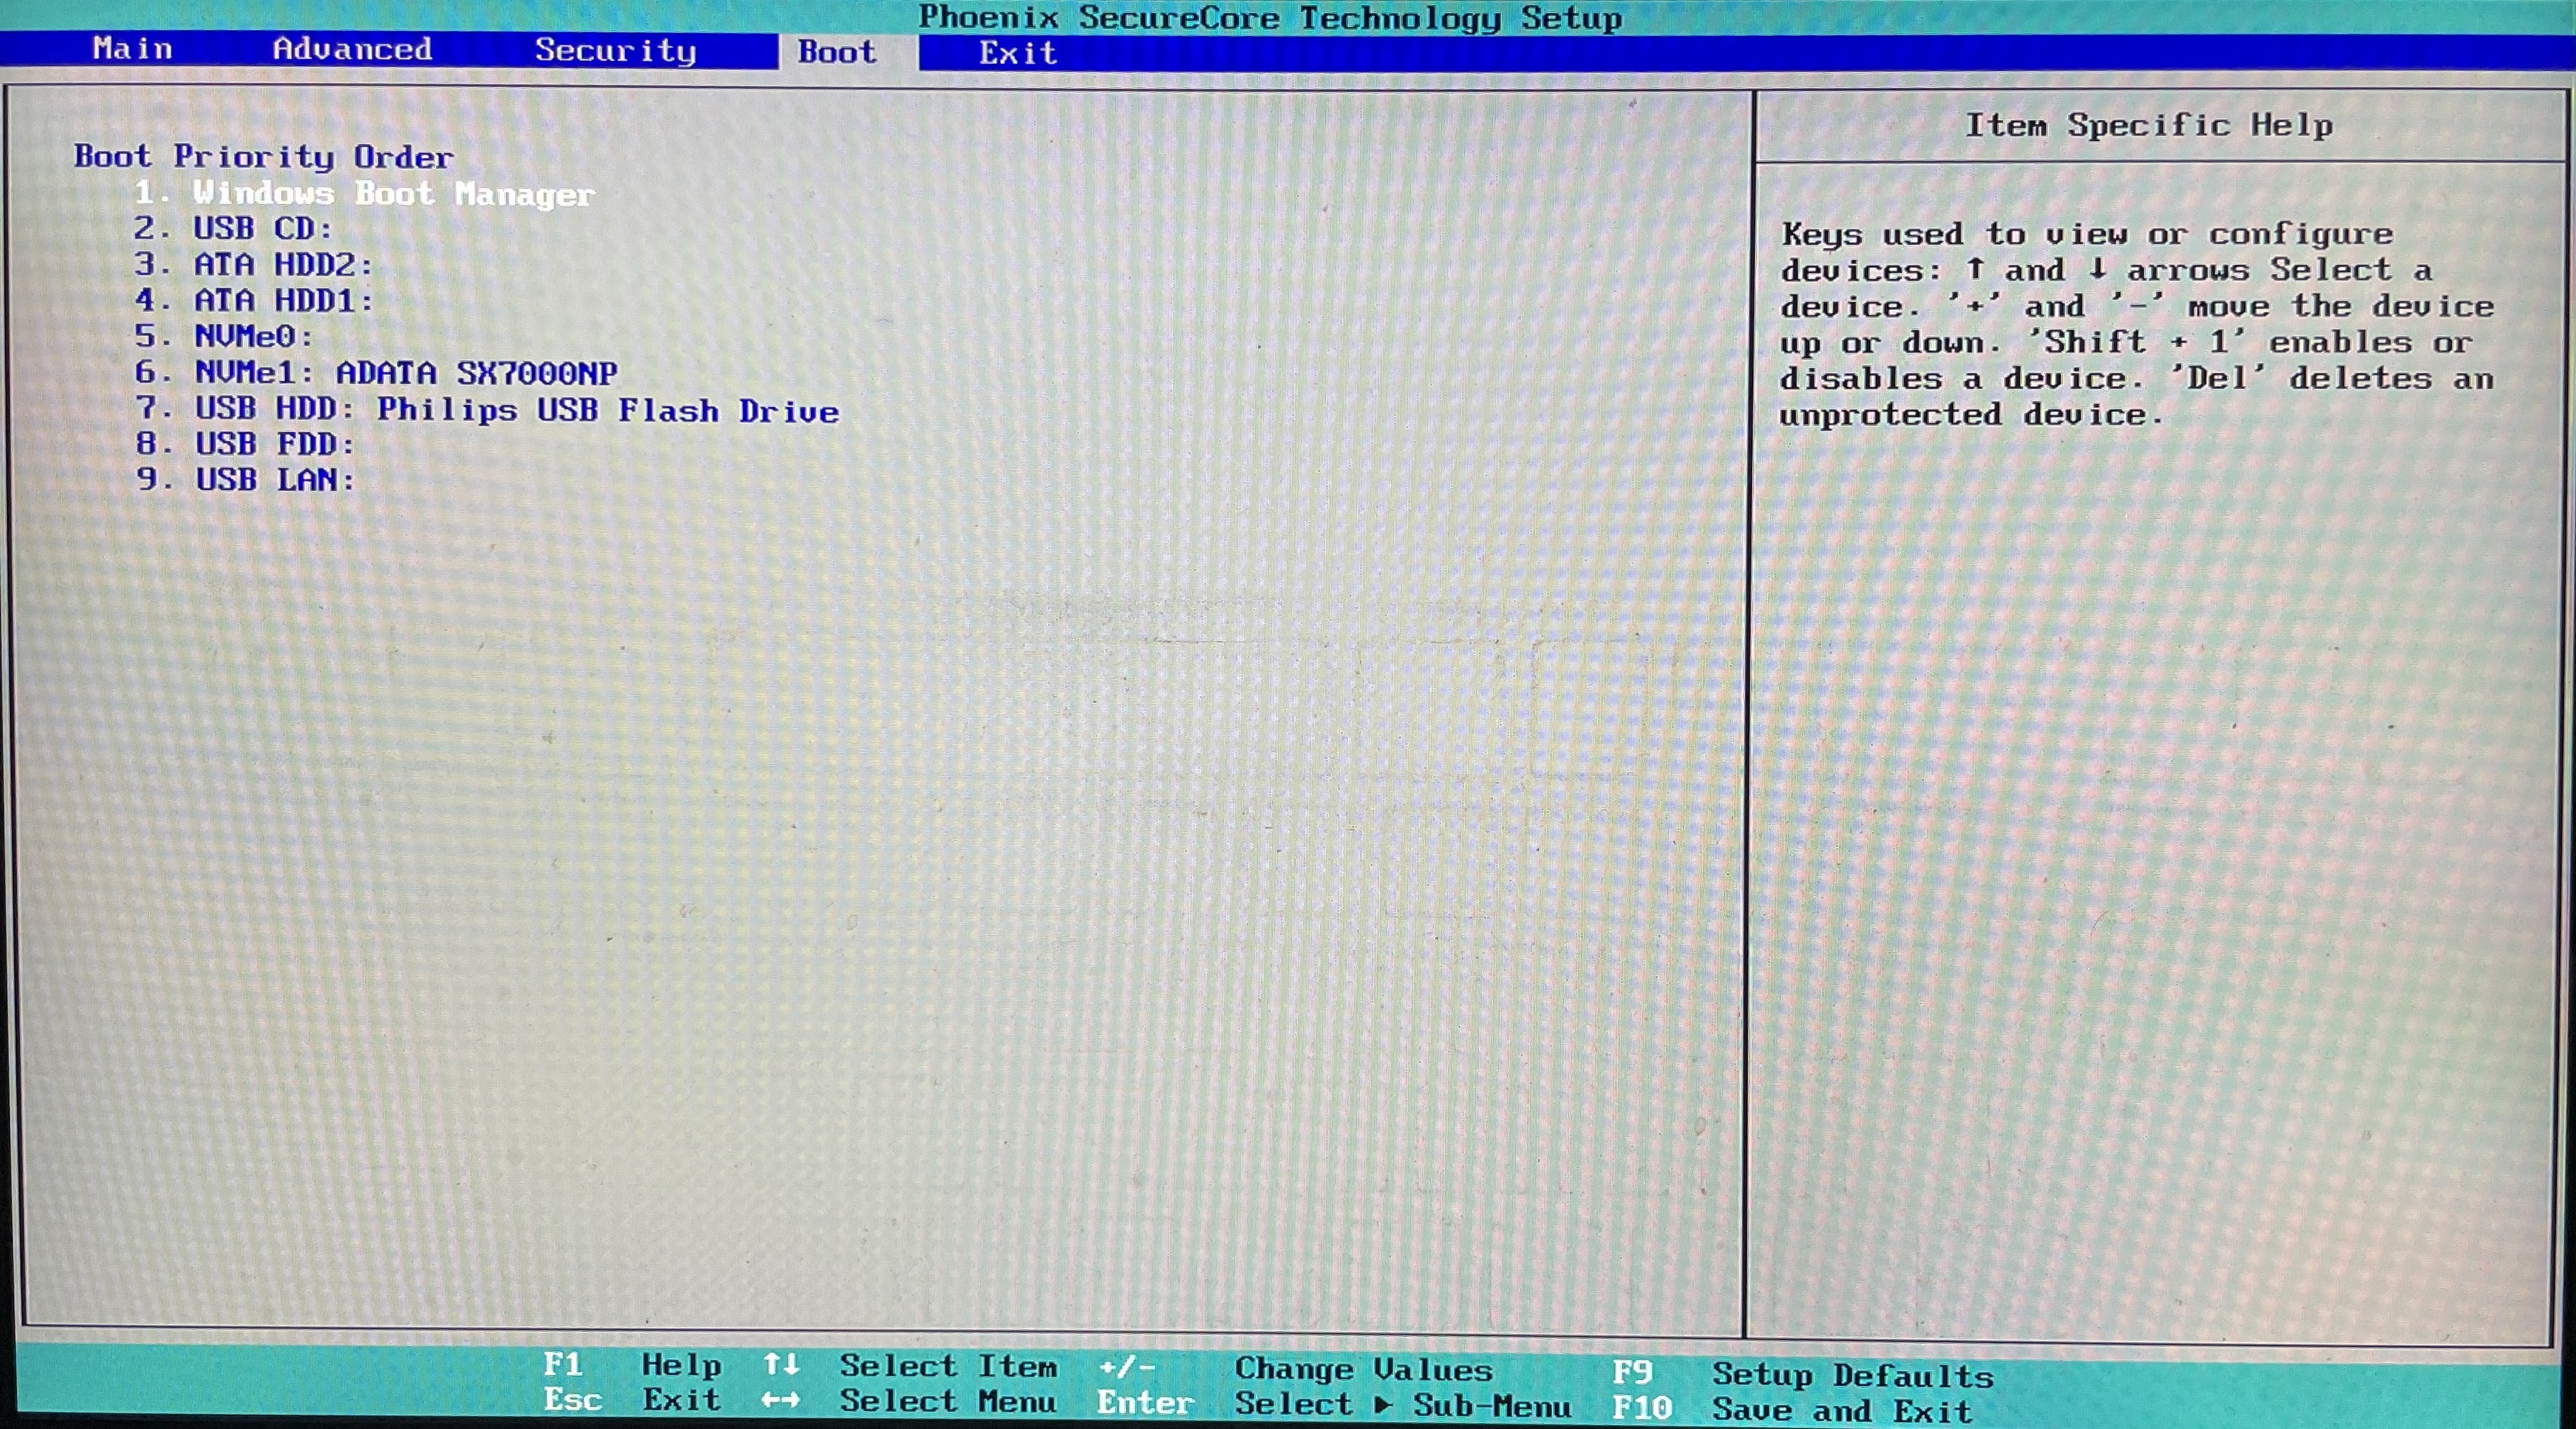 Phoenix SecureCore Technology Setup
Main Advanced Security Boot Exit
Boot Priority Order
1. Windows Boot Manager
2. USB CD:
3. ATA HDD2:
4. ATA HDD1:
5. NVMe0:
6. NVMe1: ADATA SX7000NP
7. USB HDD: Philips USB Flash Drive
8. USB FDD:
9. USB LAN:
Item Specific Help
Keys used to view or configure
devices: ↑ and ↓ arrows Select a
device. '+' and '-' move the device
up or down. 'Shift + 1' enables or
disables a device. 'Del' deletes an
unprotected device.
F1 Help ↑↓ Select Item +/- Change Values F9 Setup Defaults
Esc Exit ←→ Select Menu Enter Select ▶ Sub-Menu F10 Save and Exit